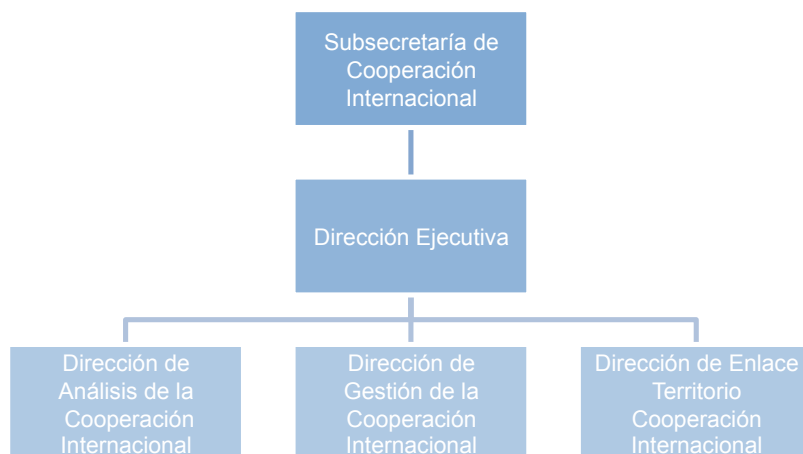 Subsecretaría de
Cooperación
Internacional
Dirección Ejecutiva
Dirección de
Análisis de la
Cooperación
Internacional
Dirección de
Gestión de la
Cooperación
Internacional
Dirección de Enlace
Territorio
Cooperación
Internacional